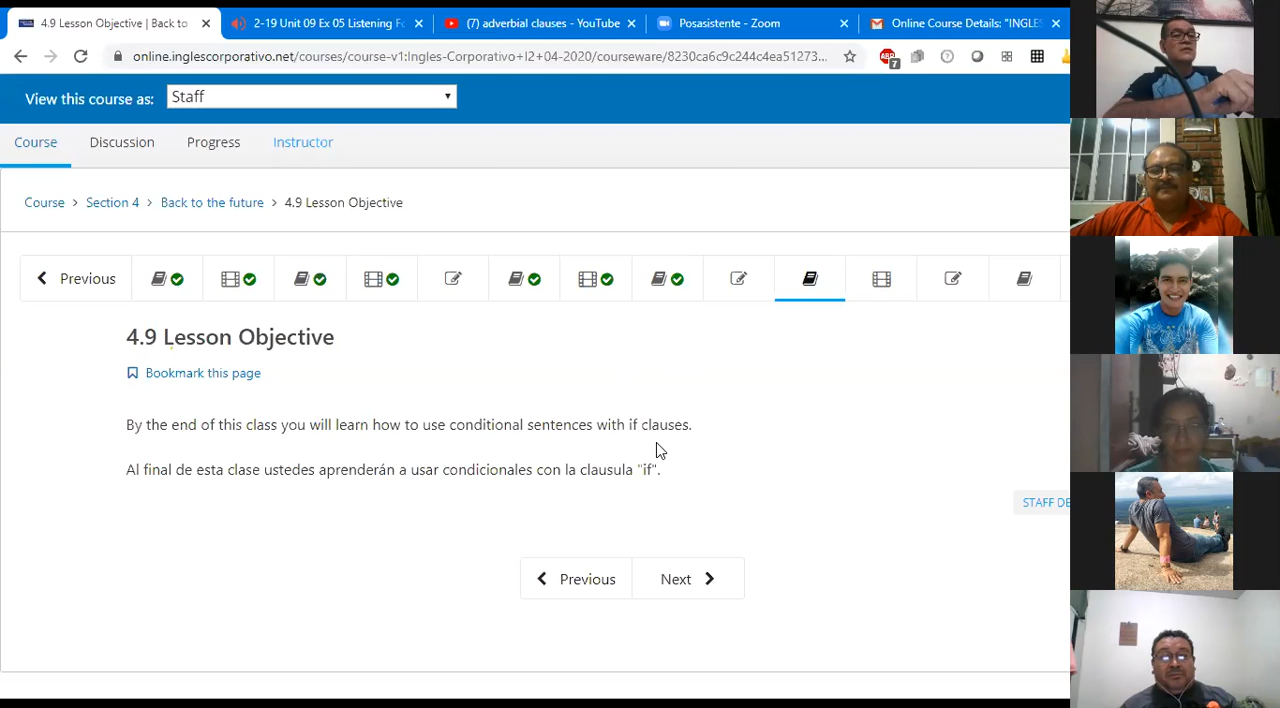 4.9 Lesson Objective | Back to
2-19 Unit 09 Ex 05 Listening Fo
(7) adverbial clauses - YouTube
Posasistente - Zoom
Online Course Details: "INGLES
online.inglescorporativo.net/courses/course-v1:Ingles-Corporativo+I2+04-2020/courseware/8230ca6c9c244c4ea51273...
7
View this course as: Staff
Course Discussion Progress Instructor
Course > Section 4 > Back to the future > 4.9 Lesson Objective
Previous
4.9 Lesson Objective
Bookmark this page
By the end of this class you will learn how to use conditional sentences with if clauses.
Al final de esta clase ustedes aprenderán a usar condicionales con la clausula "if".
STAFF DE
Previous Next